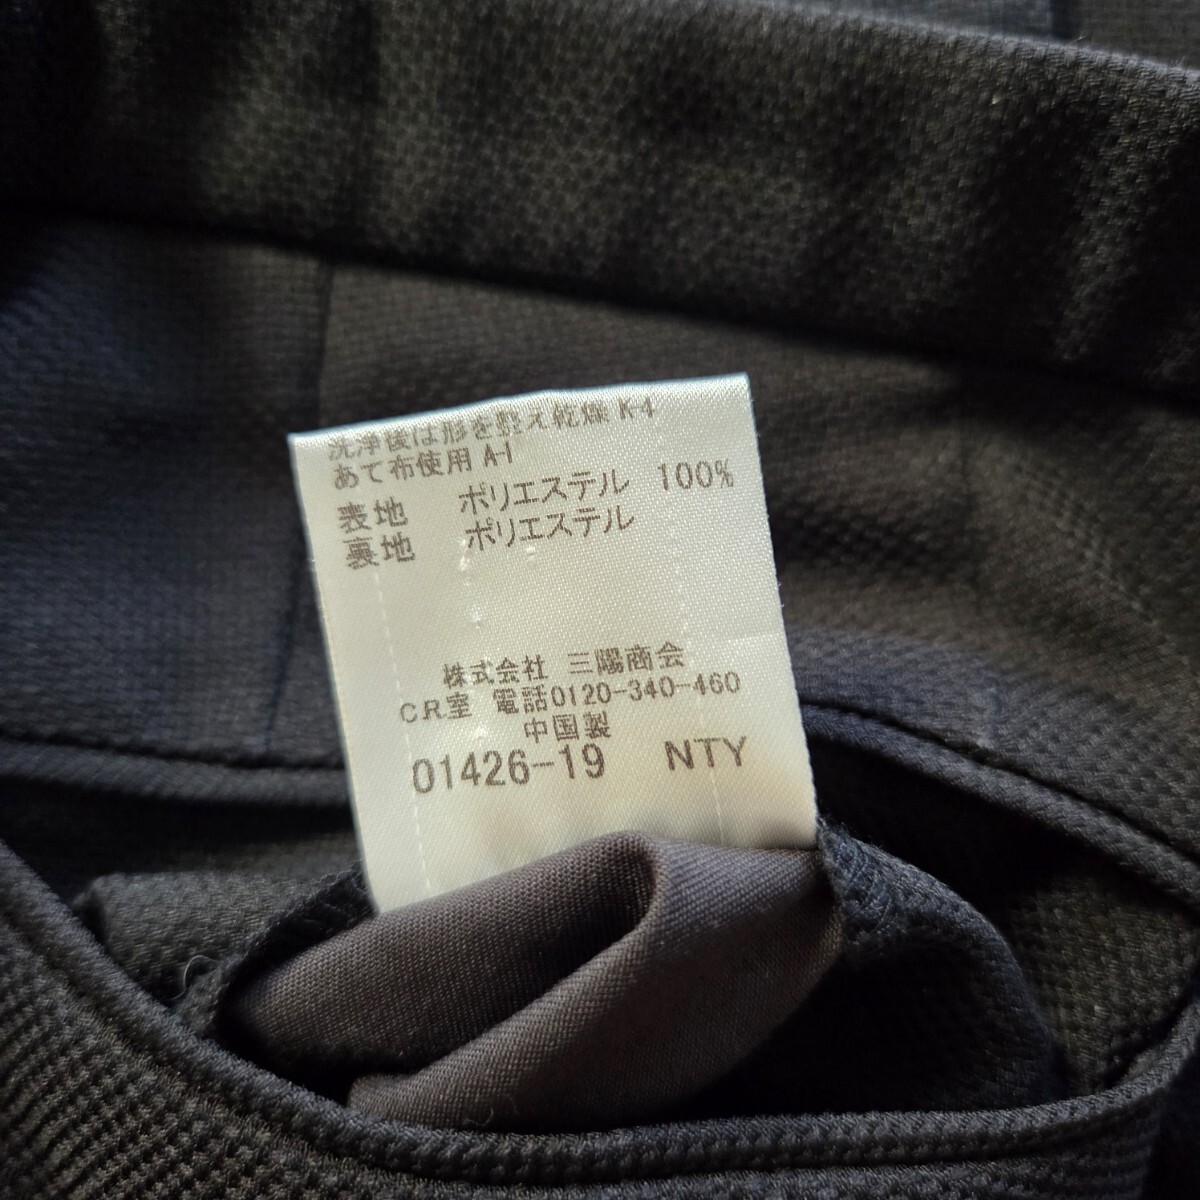 洗浄後は形を整え乾燥 K-4
あて布使用 A-1
表地 ポリエステル 100%
裏地 ポリエステル
株式会社 三陽商会
C.R.室 電話0120-340-460
中国製
01426-19 NTY